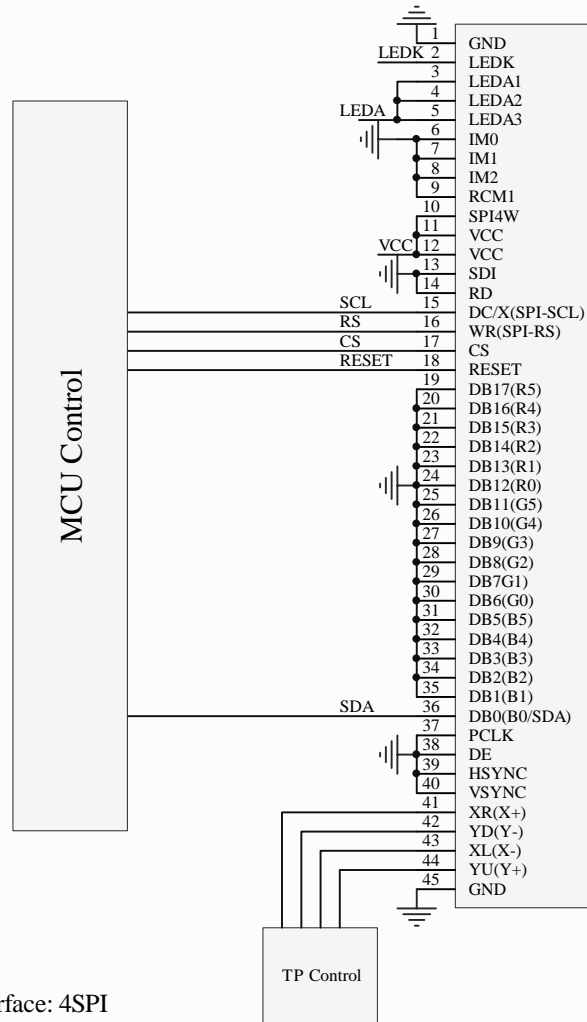 1 GND
LEDK 2 LEDK
3 LEDA1
4 LEDA2
LEDA 5 LEDA3
6 IM0
7 IM1
8 IM2
9 RCM1
10 SPI4W
11 VCC
VCC 12 VCC
13 SDI
14 RD
SCL 15 DC/X(SPI-SCL)
RS 16 WR(SPI-RS)
CS 17 CS
RESET 18 RESET
19 DB17(R5)
20 DB16(R4)
21 DB15(R3)
22 DB14(R2)
23 DB13(R1)
24 DB12(R0)
25 DB11(G5)
26 DB10(G4)
27 DB9(G3)
28 DB8(G2)
29 DB7G1)
30 DB6(G0)
31 DB5(B5)
32 DB4(B4)
33 DB3(B3)
34 DB2(B2)
35 DB1(B1)
SDA 36 DB0(B0/SDA)
37 PCLK
38 DE
39 HSYNC
40 VSYNC
41 XR(X+)
42 YD(Y-)
43 XL(X-)
44 YU(Y+)
45 GND
MCU Control
TP Control
rface: 4SPI